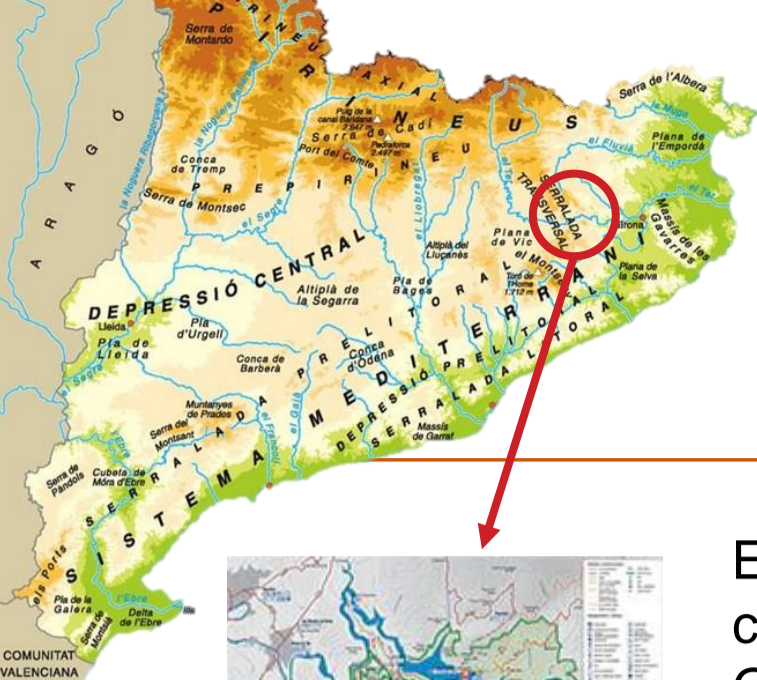 Serra de
Montardo
PIRINEU
AXIAL
PIRINEUS
PREPIRINEU
la Noguera Ribagorçana
la Noguera Pallaresa
Puig de la
canal Baridana
2.647 m
Serra de Cadí
Pedraforca
2.497 m
Port del Comte
Serra de l'Albera
la Muga
el Fluvià
Plana de
l'Empordà
el Ter
el Ter
Conca
de Tremp
Serra de Montsec
el Segre
el Llobregat
SERRALADA
TRANSVERSAL
Girona
Massís de les
Gavarres
Plana
de Vic
Altiplà del
Lluçanès
el Montseny
Turó de
l'Home
1.712 m
Plana de
la Selva
ARAGÓ
DEPRESSIÓ CENTRAL
Altiplà de
la Segarra
Pla de
Bages
Lleida
Pla de
Lleida
el Segre
Pla
d'Urgell
Conca de
Barberà
Conca
d'Òdena
SERRALADA PRELITORAL
SISTEMA MEDITERRANI
DEPRESSIÓ PRELITORAL
SERRALADA LITORAL
Massís
de Garraf
Muntanyes
de Prades
Serra del
Montsant
el Gaià
el Francolí
l'Ebre
Serra de
Pàndols
Cubeta de
Móra d'Ebre
els Ports
Pla de la
Galera
Serra de
Montsià
l'Ebre
Delta
de l'Ebre
COMUNITAT
VALENCIANA
E
c